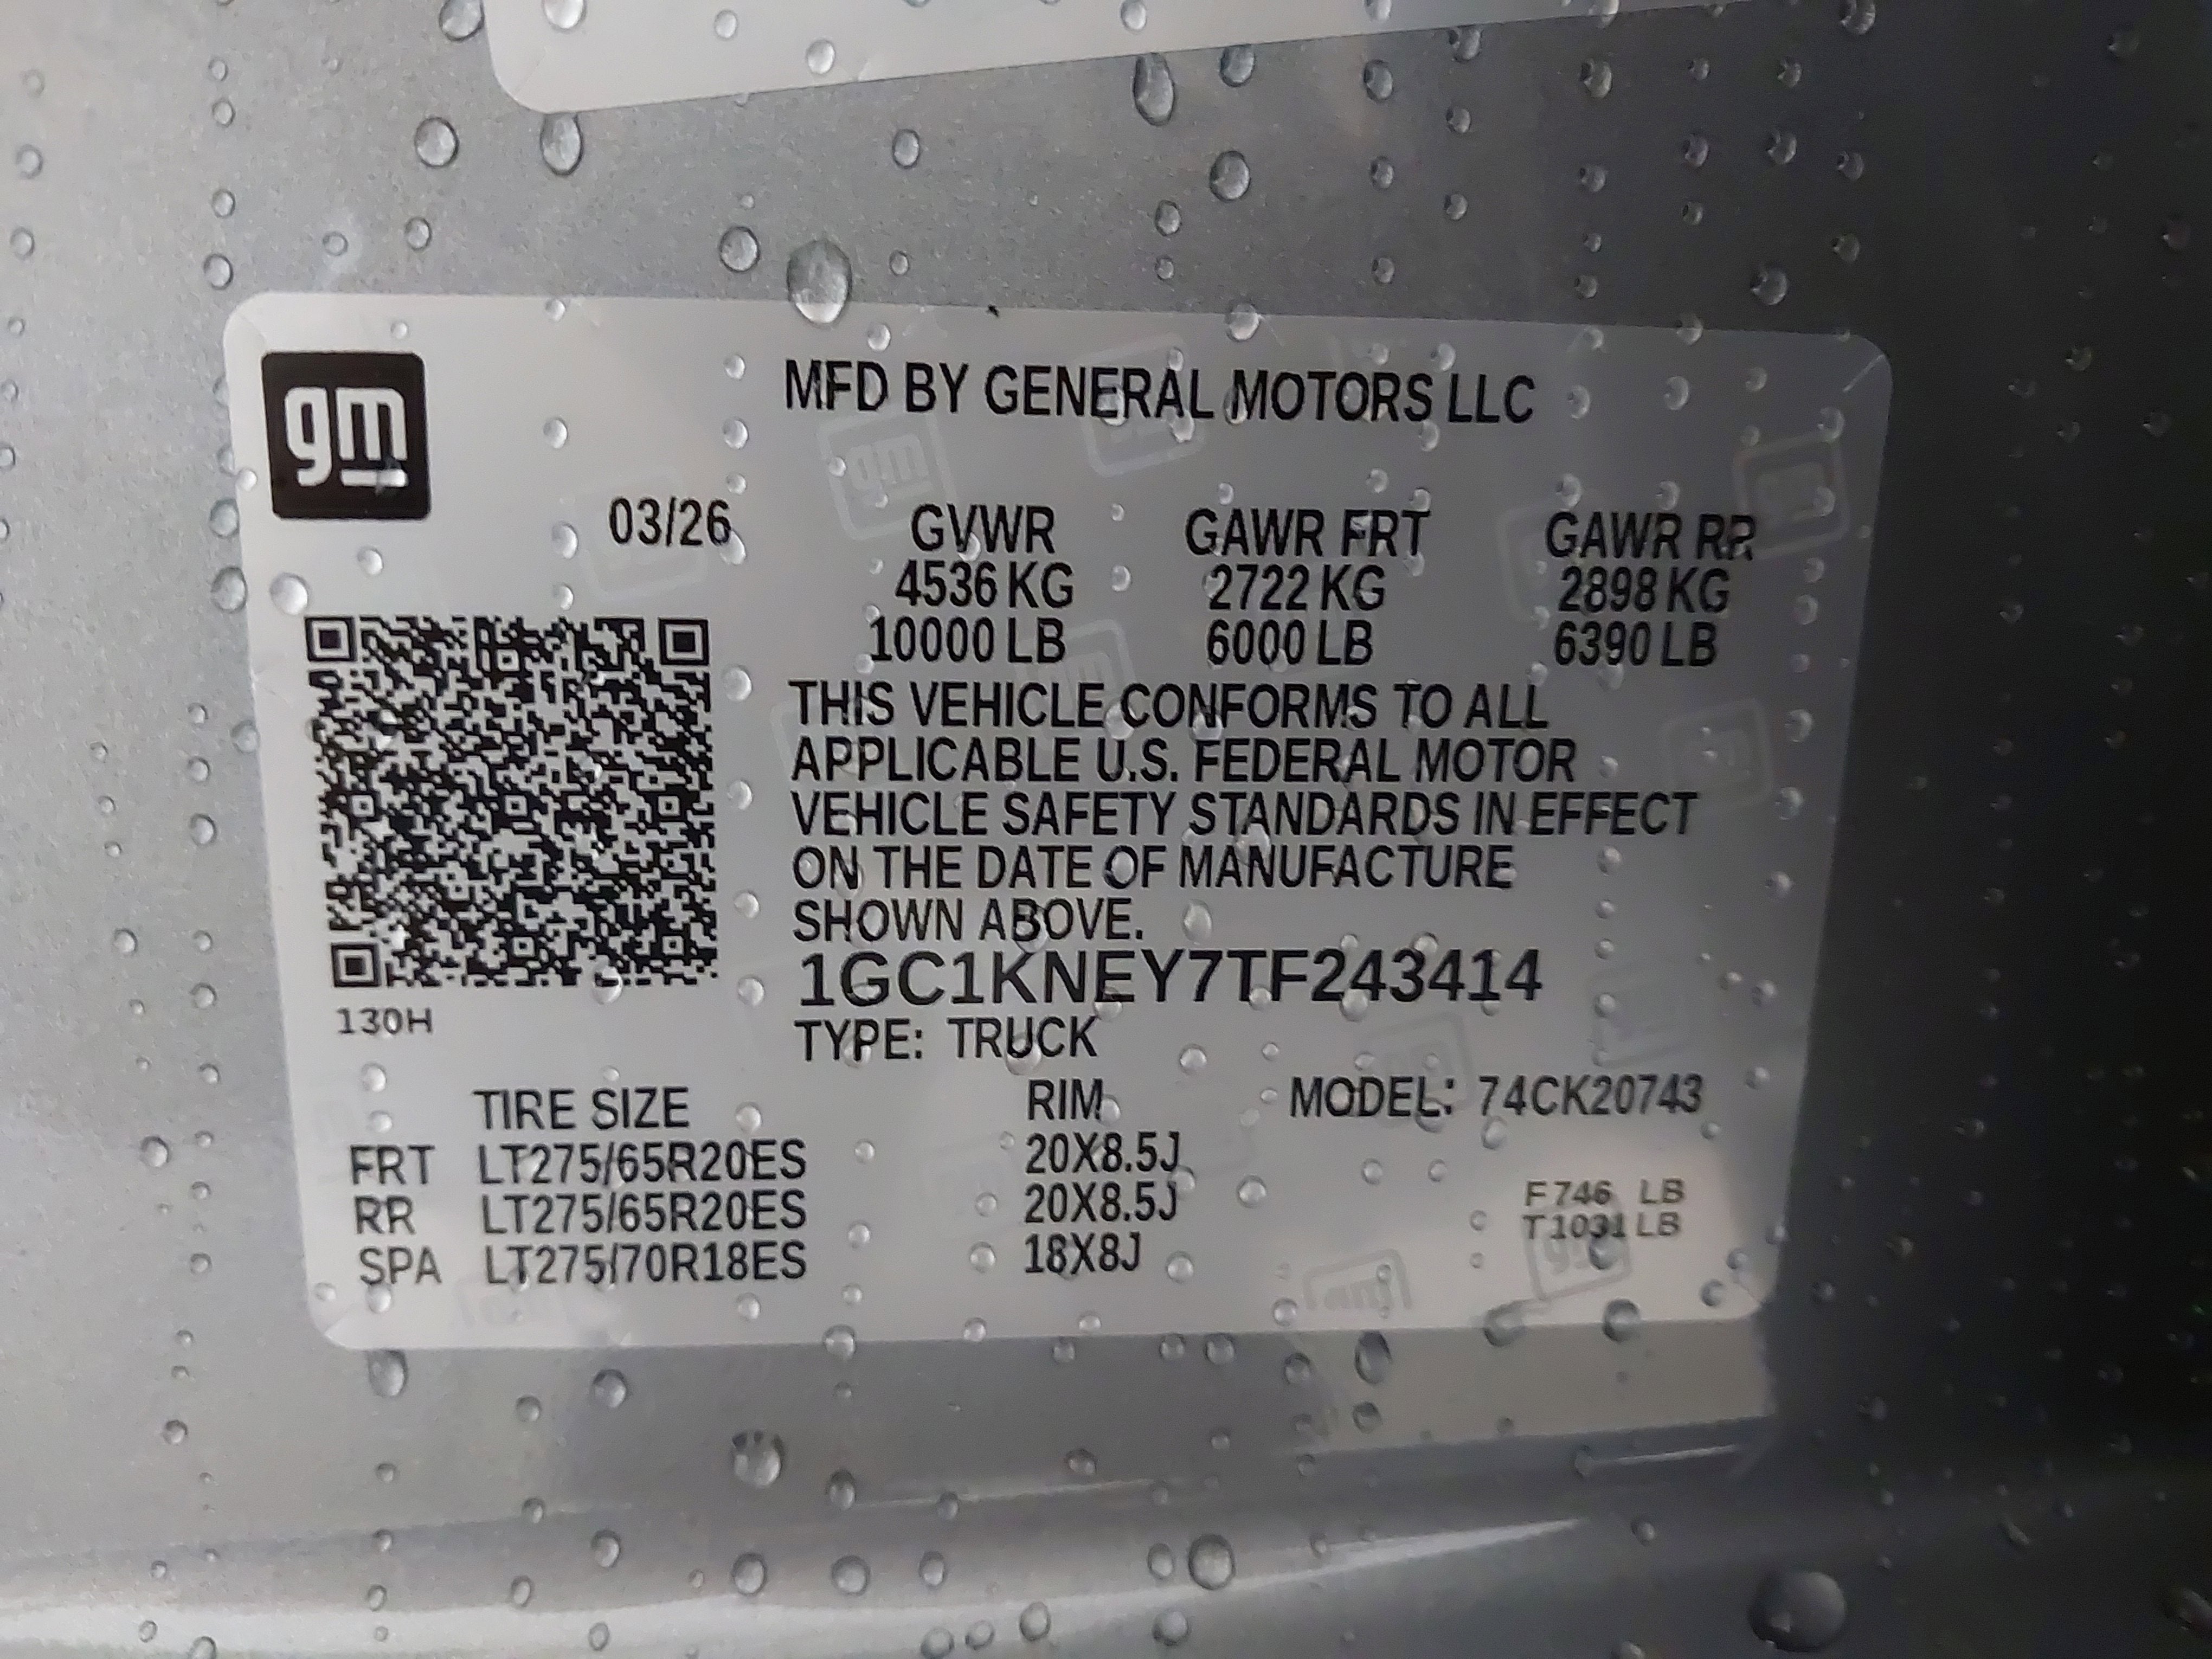 gm
MFD BY GENERAL MOTORS LLC
03/26 GVWR GAWR FRT GAWR RR
4536 KG 2722 KG 2898 KG
10000 LB 6000 LB 6390 LB
THIS VEHICLE CONFORMS TO ALL
APPLICABLE U.S. FEDERAL MOTOR
VEHICLE SAFETY STANDARDS IN EFFECT
ON THE DATE OF MANUFACTURE
SHOWN ABOVE.
1GC1KNEY7TF243414
130H
TYPE: TRUCK
TIRE SIZE RIM MODEL: 74CK20743
FRT LT275/65R20ES 20X8.5J
RR LT275/65R20ES 20X8.5J
SPA LT275/70R18ES 18X8J
F 746 LB
T 1031 LB